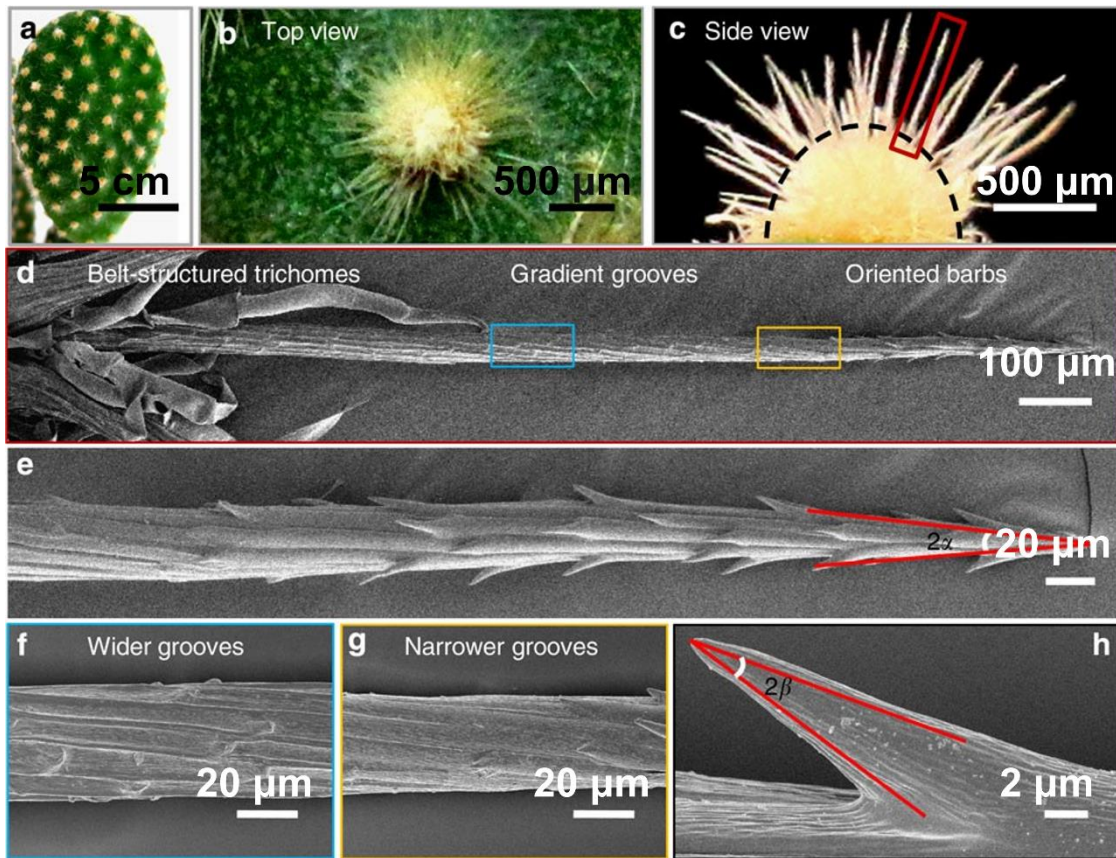 a
5 cm
b Top view
500 µm
c Side view
500 µm
d Belt-structured trichomes Gradient grooves Oriented barbs
100 µm
e
2α
20 µm
f Wider grooves
20 µm
g Narrower grooves
20 µm
h
2β
2 µm